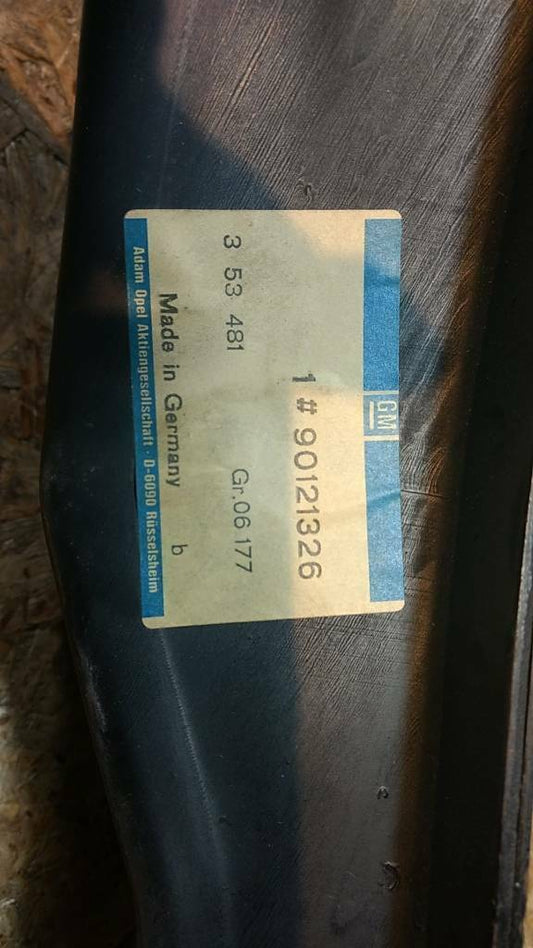 GM
1 # 90121326
3 53 481 Gr.06 177
Made in Germany b
Adam Opel Aktiengesellschaft · D-6090 Rüsselsheim